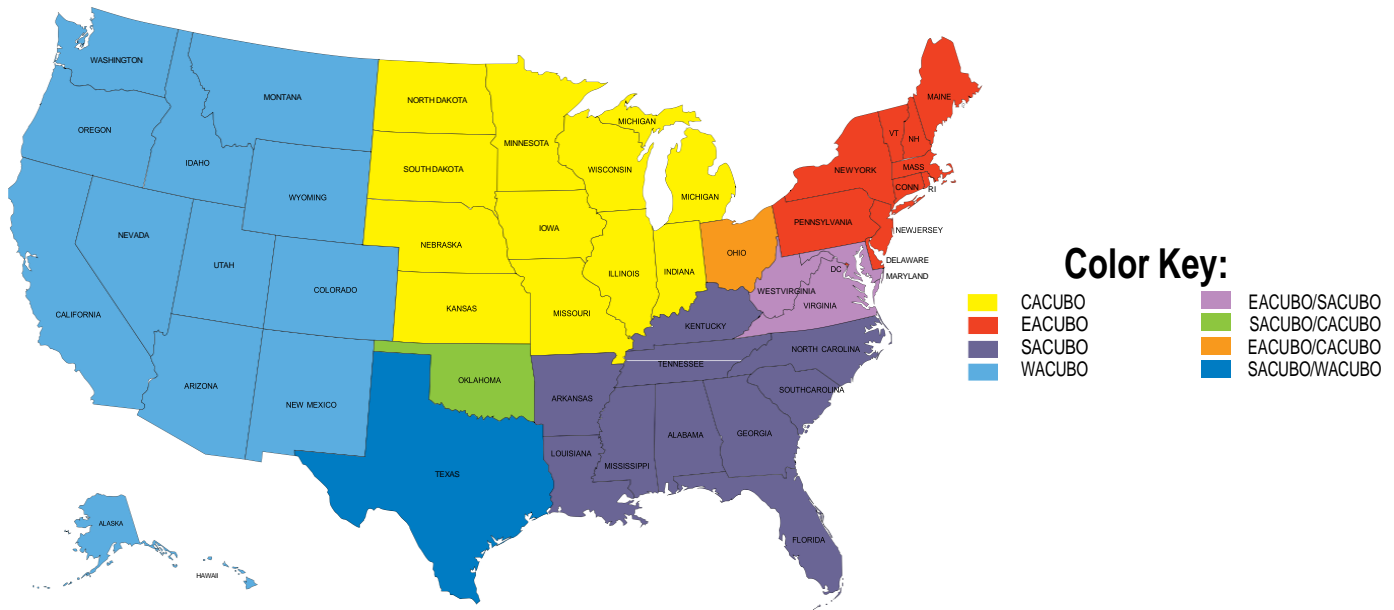 WASHINGTON
MONTANA
OREGON
IDAHO
WYOMING
NEVADA
UTAH
COLORADO
CALIFORNIA
ARIZONA
NEW MEXICO
ALASKA
HAWAII
NORTH DAKOTA
SOUTH DAKOTA
NEBRASKA
KANSAS
MINNESOTA
IOWA
MISSOURI
WISCONSIN
MICHIGAN
MICHIGAN
ILLINOIS
INDIANA
OHIO
OKLAHOMA
TEXAS
ARKANSAS
LOUISIANA
MISSISSIPPI
ALABAMA
GEORGIA
FLORIDA
TENNESSEE
KENTUCKY
NORTH CAROLINA
SOUTHCAROLINA
WESTVIRGINIA
VIRGINIA
DC
MARYLAND
DELAWARE
NEWJERSEY
PENNSYLVANIA
NEWYORK
CONN
RI
MASS
VT
NH
MAINE
Color Key:
CACUBO
EACUBO
SACUBO
WACUBO
EACUBO/SACUBO
SACUBO/CACUBO
EACUBO/CACUBO
SACUBO/WACUBO